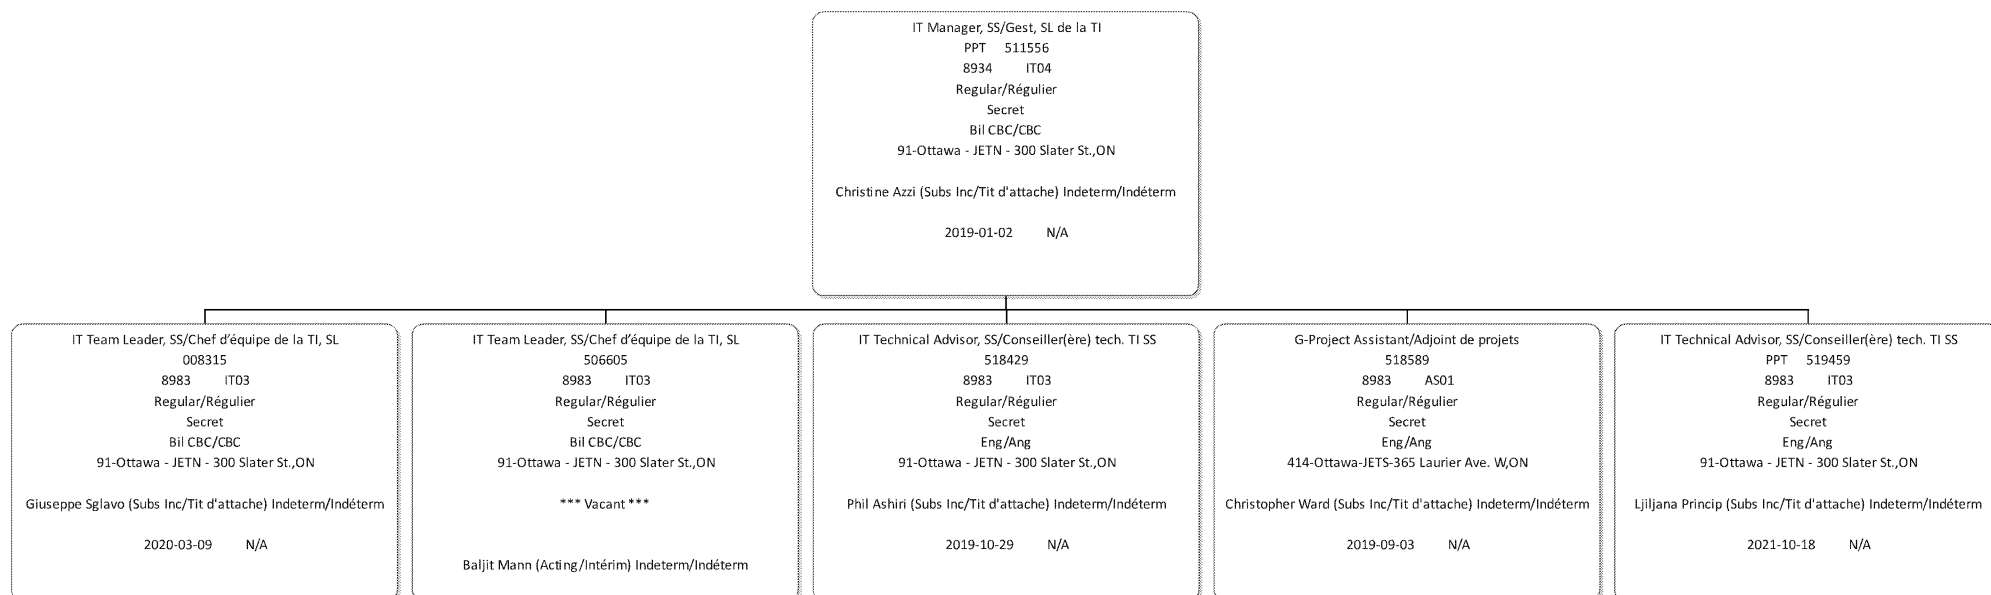 IT Manager, SS/Gest, SL de la TI
PPT 511556
8934 IT04
Regular/Régulier
Secret
Bil CBC/CBC
91-Ottawa - JETN - 300 Slater St.,ON
Christine Azzi (Subs Inc/Tit d'attache) Indeterm/Indéterm
2019-01-02 N/A
IT Team Leader, SS/Chef d’équipe de la TI, SL
008315
8983 IT03
Regular/Régulier
Secret
Bil CBC/CBC
91-Ottawa - JETN - 300 Slater St.,ON
Giuseppe Sglavo (Subs Inc/Tit d'attache) Indeterm/Indéterm
2020-03-09 N/A
IT Team Leader, SS/Chef d’équipe de la TI, SL
506605
8983 IT03
Regular/Régulier
Secret
Bil CBC/CBC
91-Ottawa - JETN - 300 Slater St.,ON
*** Vacant ***
Baljit Mann (Acting/Intérim) Indeterm/Indéterm
IT Technical Advisor, SS/Conseiller(ère) tech. TI SS
518429
8983 IT03
Regular/Régulier
Secret
Eng/Ang
91-Ottawa - JETN - 300 Slater St.,ON
Phil Ashiri (Subs Inc/Tit d'attache) Indeterm/Indéterm
2019-10-29 N/A
G-Project Assistant/Adjoint de projets
518589
8983 AS01
Regular/Régulier
Secret
Eng/Ang
414-Ottawa-JETS-365 Laurier Ave. W,ON
Christopher Ward (Subs Inc/Tit d'attache) Indeterm/Indéterm
2019-09-03 N/A
IT Technical Advisor, SS/Conseiller(ère) tech. TI SS
PPT 519459
8983 IT03
Regular/Régulier
Secret
Eng/Ang
91-Ottawa - JETN - 300 Slater St.,ON
Ljiljana Princip (Subs Inc/Tit d'attache) Indeterm/Indéterm
2021-10-18 N/A